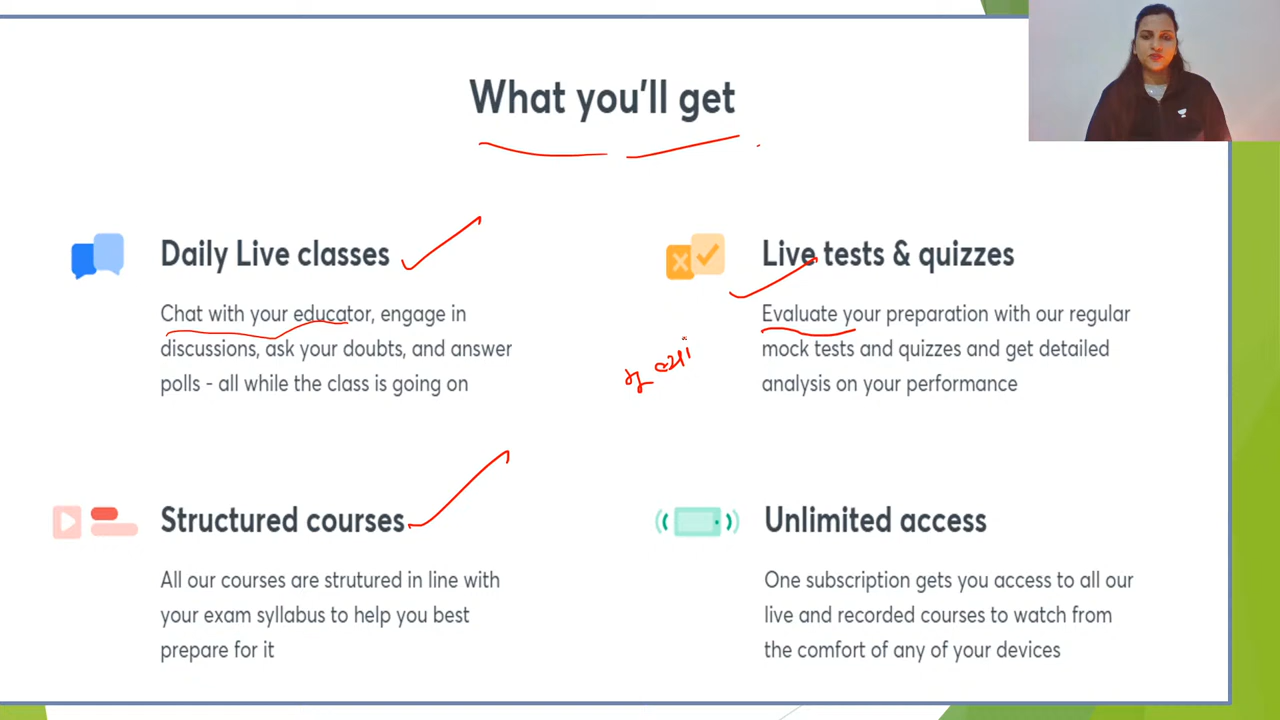 What you'll get
Daily Live classes
Chat with your educator, engage in
discussions, ask your doubts, and answer
polls - all while the class is going on
Live tests & quizzes
Evaluate your preparation with our regular
mock tests and quizzes and get detailed
analysis on your performance
Structured courses
All our courses are strutured in line with
your exam syllabus to help you best
prepare for it
Unlimited access
One subscription gets you access to all our
live and recorded courses to watch from
the comfort of any of your devices